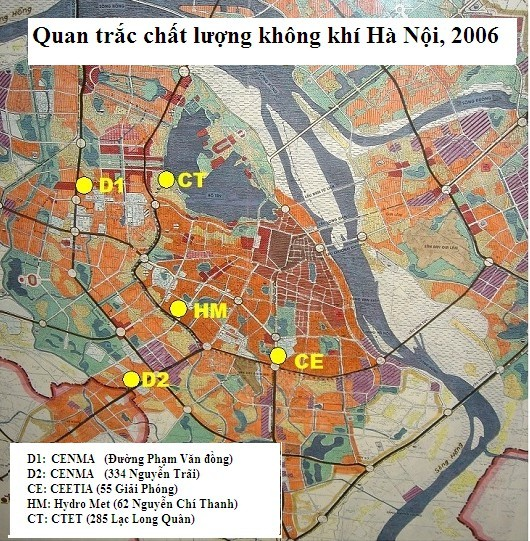 Quan trắc chất lượng không khí Hà Nội, 2006
CT
D1
HM
CE
D2
Sông Hồng
D1: CENMA (Đường Phạm Văn đồng)
D2: CENMA (334 Nguyễn Trãi)
CE: CEETIA (55 Giải Phóng)
HM: Hydro Met (62 Nguyễn Chí Thanh)
CT: CTET (285 Lạc Long Quân)